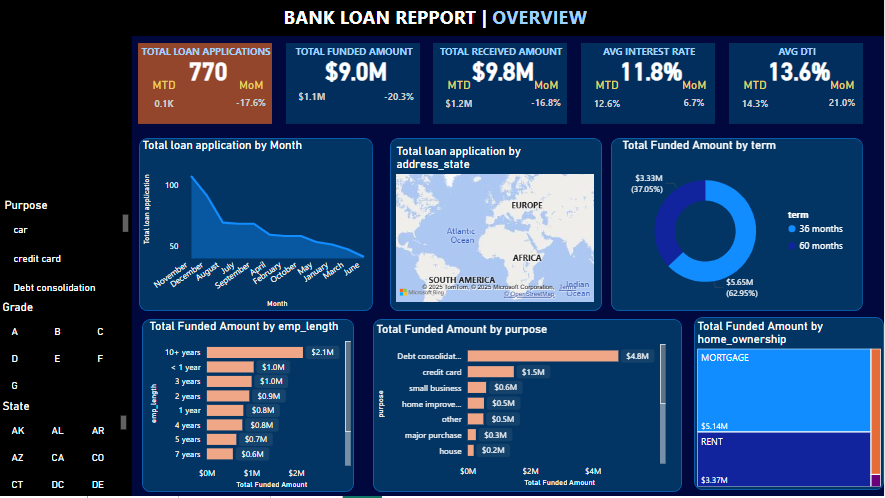 BANK LOAN REPPORT | OVERVIEW
TOTAL LOAN APPLICATIONS
770
MTD MoM
0.1K -17.6%
TOTAL FUNDED AMOUNT
$9.0M
$1.1M -20.3%
TOTAL RECEIVED AMOUNT
$9.8M
MTD MoM
$1.2M -16.8%
AVG INTEREST RATE
11.8%
MTD MoM
12.6% 6.7%
AVG DTI
13.6%
MTD MoM
14.3% 21.0%
Purpose
car
credit card
Debt consolidation
Grade
A B C
D E F
G
State
AK AL AR
AZ CA CO
CT DC DE
Total loan application by Month
Total loan application
100
50
November
December
August
July
September
April
February
October
May
January
March
June
Month
Total loan application by
address_state
EUROPE
Atlantic
Ocean
AFRICA
SOUTH AMERICA
Indian
Ocean
Microsoft Bing
© 2025 TomTom, © 2025 Microsoft Corporation, Terms
© OpenStreetMap
Total Funded Amount by term
$3.33M
(37.05%)
$5.65M
(62.95%)
term
36 months
60 months
Total Funded Amount by emp_length
emp_length
10+ years $2.1M
< 1 year $1.0M
3 years $1.0M
2 years $0.9M
1 year $0.8M
4 years $0.8M
5 years $0.7M
7 years $0.6M
$0M $1M $2M
Total Funded Amount
Total Funded Amount by purpose
purpose
Debt consolidat... $4.8M
credit card $1.5M
small business $0.6M
home improve... $0.5M
other $0.5M
major purchase $0.3M
house $0.2M
$0M $2M $4M
Total Funded Amount
Total Funded Amount by
home_ownership
MORTGAGE
$5.14M
RENT
$3.37M